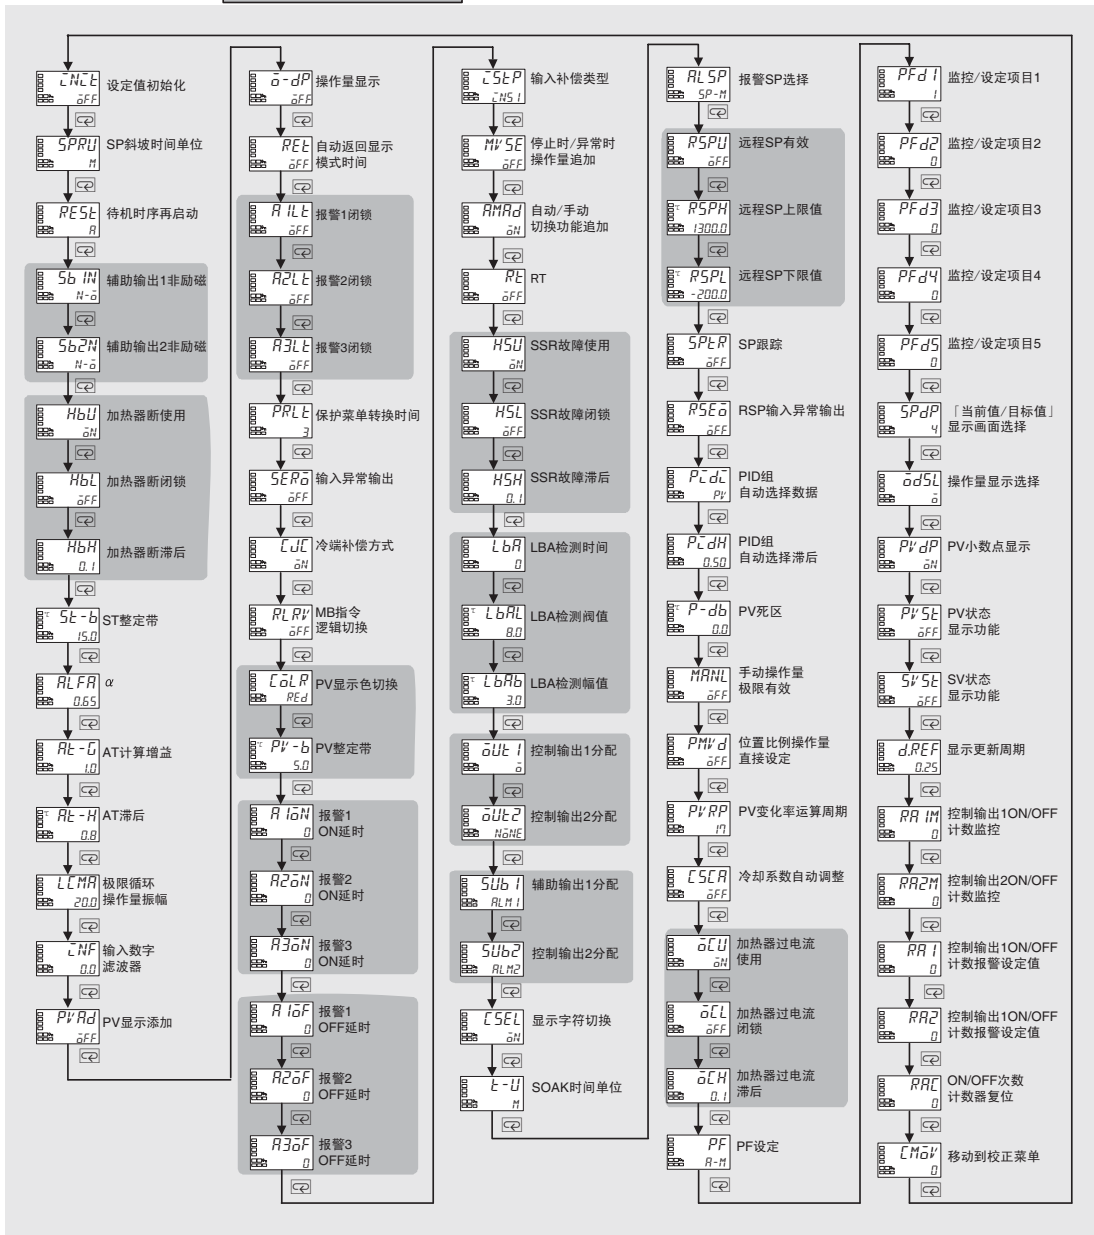 INIT
OFF
设定值初始化
SPRU
M
SP斜坡时间单位
REST
A
待机时序再启动
SB1N
N-O
辅助输出1非励磁
SB2N
N-O
辅助输出2非励磁
HBU
ON
加热器断使用
HBL
OFF
加热器断闭锁
HBH
0.1
加热器断滞后
ST-B
15.0
ST整定带
ALFA
0.65
α
AT-G
1.0
AT计算增益
AT-H
0.8
AT滞后
LCMA
20.0
极限循环
操作量振幅
INF
0.0
输入数字
滤波器
PVAD
OFF
PV显示添加
O-DP
OFF
操作量显示
RET
OFF
自动返回显示
模式时间
A1LT
OFF
报警1闭锁
A2LT
OFF
报警2闭锁
A3LT
OFF
报警3闭锁
PRLT
3
保护菜单转换时间
SERO
OFF
输入异常输出
CJC
ON
冷端补偿方式
RLRV
OFF
MB指令
逻辑切换
COLR
RED
PV显示色切换
PV-B
5.0
PV整定带
A1ON
0
报警1
ON延时
A2ON
0
报警2
ON延时
A3ON
0
报警3
ON延时
A1OF
0
报警1
OFF延时
A2OF
0
报警2
OFF延时
A3OF
0
报警3
OFF延时
ISTP
INS1
输入补偿类型
MVSE
OFF
停止时/异常时
操作量追加
AMAD
ON
自动/手动
切换功能追加
RT
OFF
RT
HSU
ON
SSR故障使用
HSL
OFF
SSR故障闭锁
HSH
0.1
SSR故障滞后
LBA
0
LBA检测时间
LBAL
8.0
LBA检测阀值
LBAB
3.0
LBA检测幅值
OUT1
O
控制输出1分配
OUT2
NONE
控制输出2分配
SUB1
ALM1
辅助输出1分配
SUB2
ALM2
控制输出2分配
CSEL
ON
显示字符切换
T-U
M
SOAK时间单位
ALSP
SP-M
报警SP选择
RSPU
OFF
远程SP有效
RSPH
1300.0
远程SP上限值
RSPL
-200.0
远程SP下限值
SPTR
OFF
SP跟踪
RSEO
OFF
RSP输入异常输出
PIDI
PV
PID组
自动选择数据
PIDH
0.50
PID组
自动选择滞后
P-DB
0.0
PV死区
MANL
OFF
手动操作量
极限有效
PMVD
OFF
位置比例操作量
直接设定
PVRP
17
PV变化率运算周期
CSCA
OFF
冷却系数自动调整
OCU
ON
加热器过电流
使用
OCL
OFF
加热器过电流
闭锁
OCH
0.1
加热器过电流
滞后
PF
A-M
PF设定
PFD1
1
监控/设定项目1
PFD2
0
监控/设定项目2
PFD3
0
监控/设定项目3
PFD4
0
监控/设定项目4
PFD5
0
监控/设定项目5
SPDP
4
「当前值/目标值」
显示画面选择
ODSL
O
操作量显示选择
PVDP
ON
PV小数点显示
PVST
OFF
PV状态
显示功能
SVST
OFF
SV状态
显示功能
D.REF
0.25
显示更新周期
RA1M
0
控制输出1ON/OFF
计数监控
RA2M
0
控制输出2ON/OFF
计数监控
RA1
0
控制输出1ON/OFF
计数报警设定值
RA2
0
控制输出1ON/OFF
计数报警设定值
RAC
0
ON/OFF次数
计数器复位
CMOV
0
移动到校正菜单